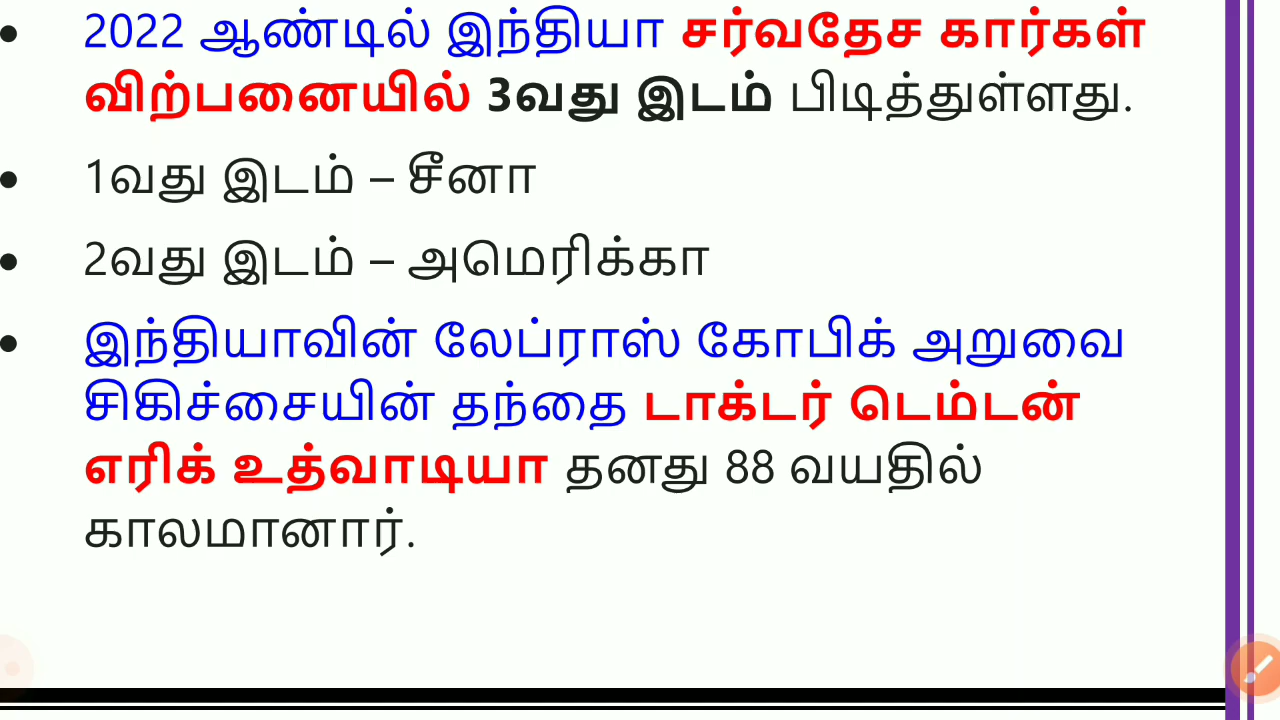 • 2022 ஆண்டில் இந்தியா சர்வதேச கார்கள்
விற்பனையில் 3வது இடம் பிடித்துள்ளது.
• 1வது இடம் – சீனா
• 2வது இடம் – அமெரிக்கா
• இந்தியாவின் லேப்ராஸ் கோபிக் அறுவை
சிகிச்சையின் தந்தை டாக்டர் டெம்டன்
எரிக் உத்வாடியா தனது 88 வயதில்
காலமானார்.